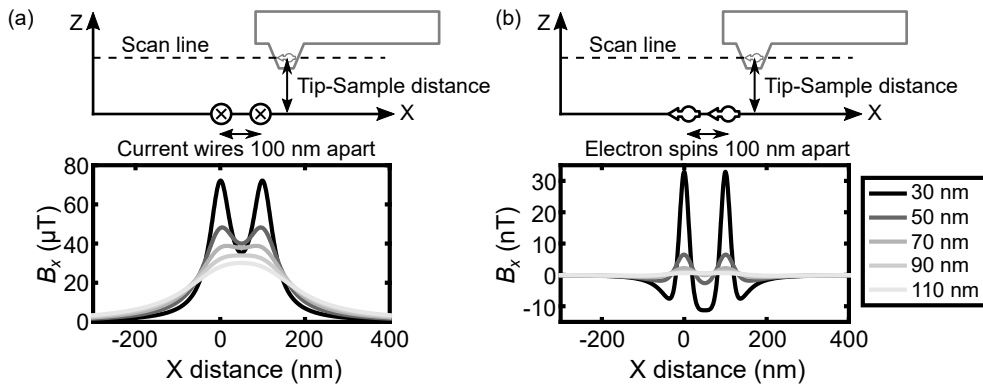 (a)
Z
Scan line
Tip-Sample distance
X
Current wires 100 nm apart
80
60
40
20
0
Bx (µT)
-200 0 200 400
X distance (nm)
(b)
Z
Scan line
Tip-Sample distance
X
Electron spins 100 nm apart
30
20
10
0
-10
Bx (nT)
-200 0 200 400
X distance (nm)
30 nm
50 nm
70 nm
90 nm
110 nm